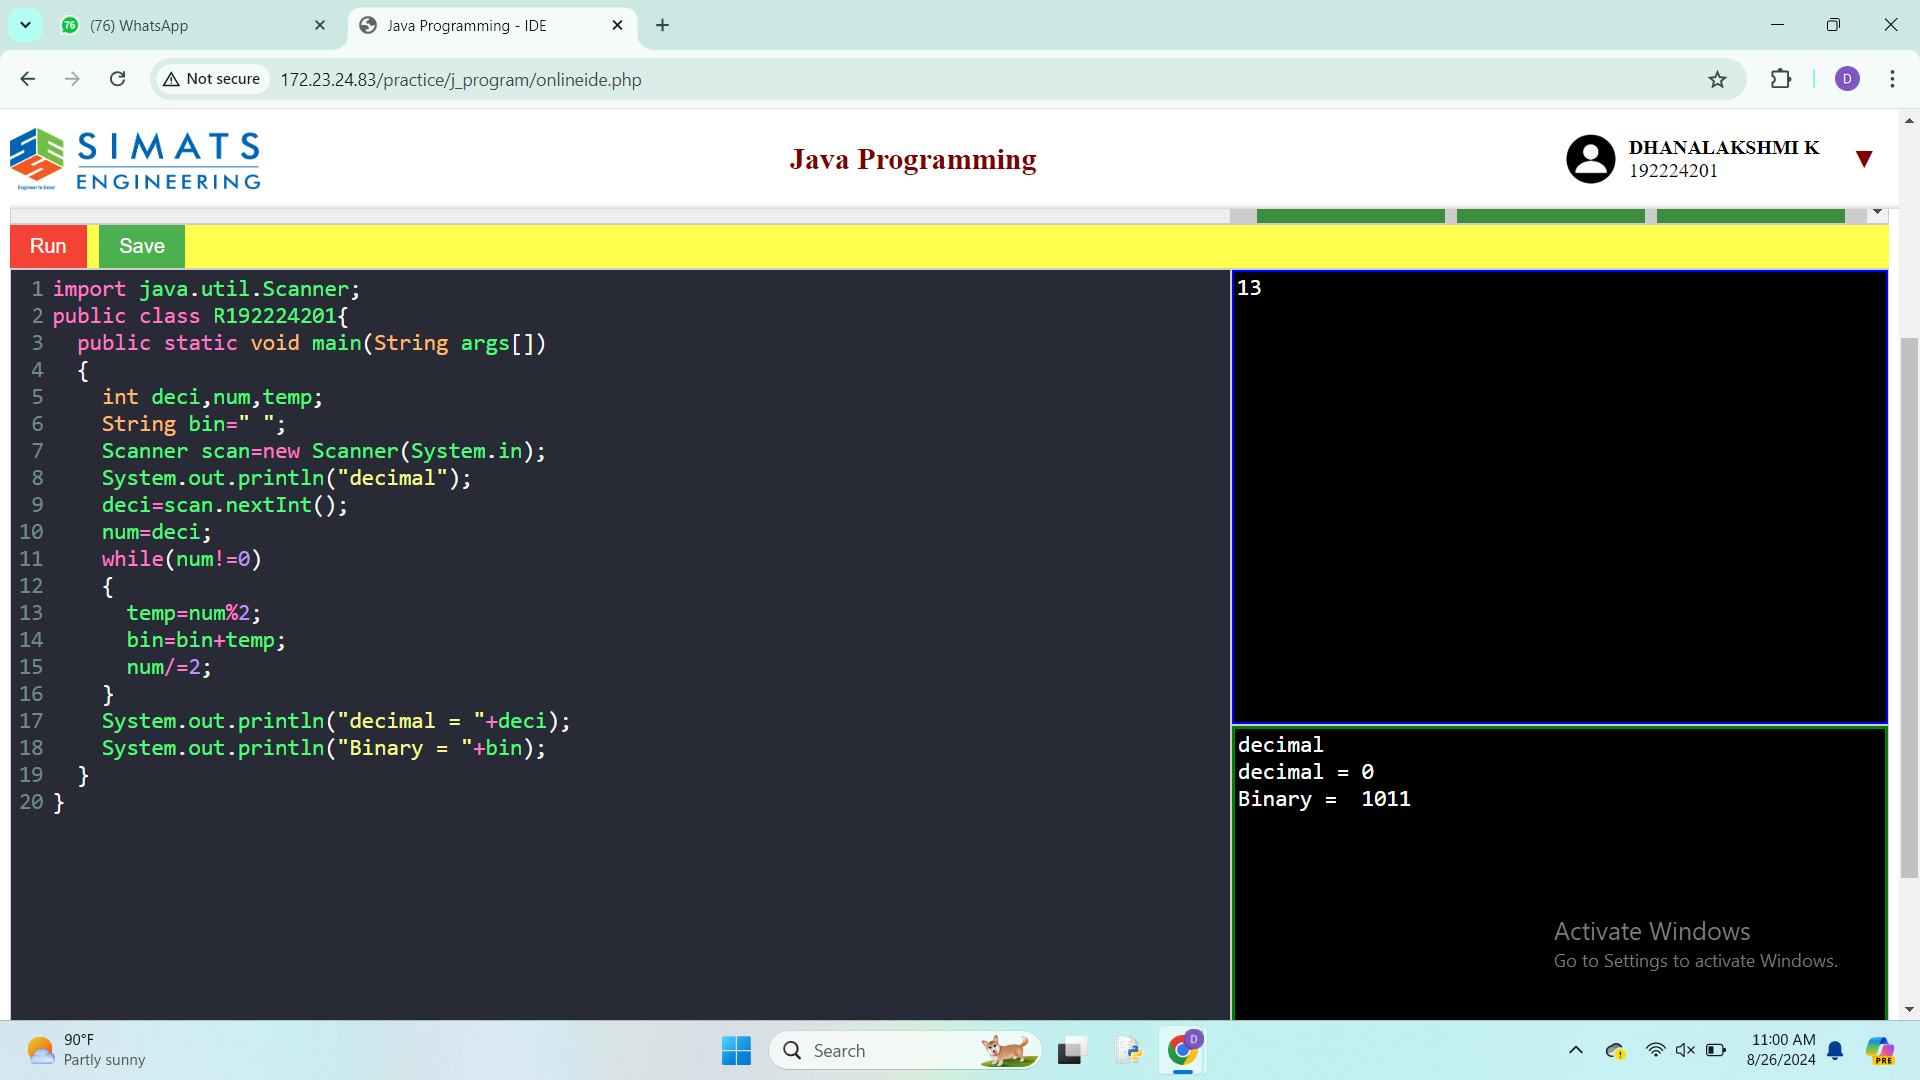 (76) WhatsApp
Java Programming - IDE
Not secure
172.23.24.83/practice/j_program/onlineide.php
D
SIMATS
ENGINEERING
Engineer to Excel
Java Programming
DHANALAKSHMI K
192224201
Run
Save
1 import java.util.Scanner;
2 public class R192224201{
3   public static void main(String args[])
4   {
5     int deci,num,temp;
6     String bin=" ";
7     Scanner scan=new Scanner(System.in);
8     System.out.println("decimal");
9     deci=scan.nextInt();
10     num=deci;
11     while(num!=0)
12     {
13       temp=num%2;
14       bin=bin+temp;
15       num/=2;
16     }
17     System.out.println("decimal = "+deci);
18     System.out.println("Binary = "+bin);
19   }
20 }
13
decimal
decimal = 0
Binary =  1011
Activate Windows
Go to Settings to activate Windows.
90°F
Partly sunny
Search
D
11:00 AM
8/26/2024
PRE